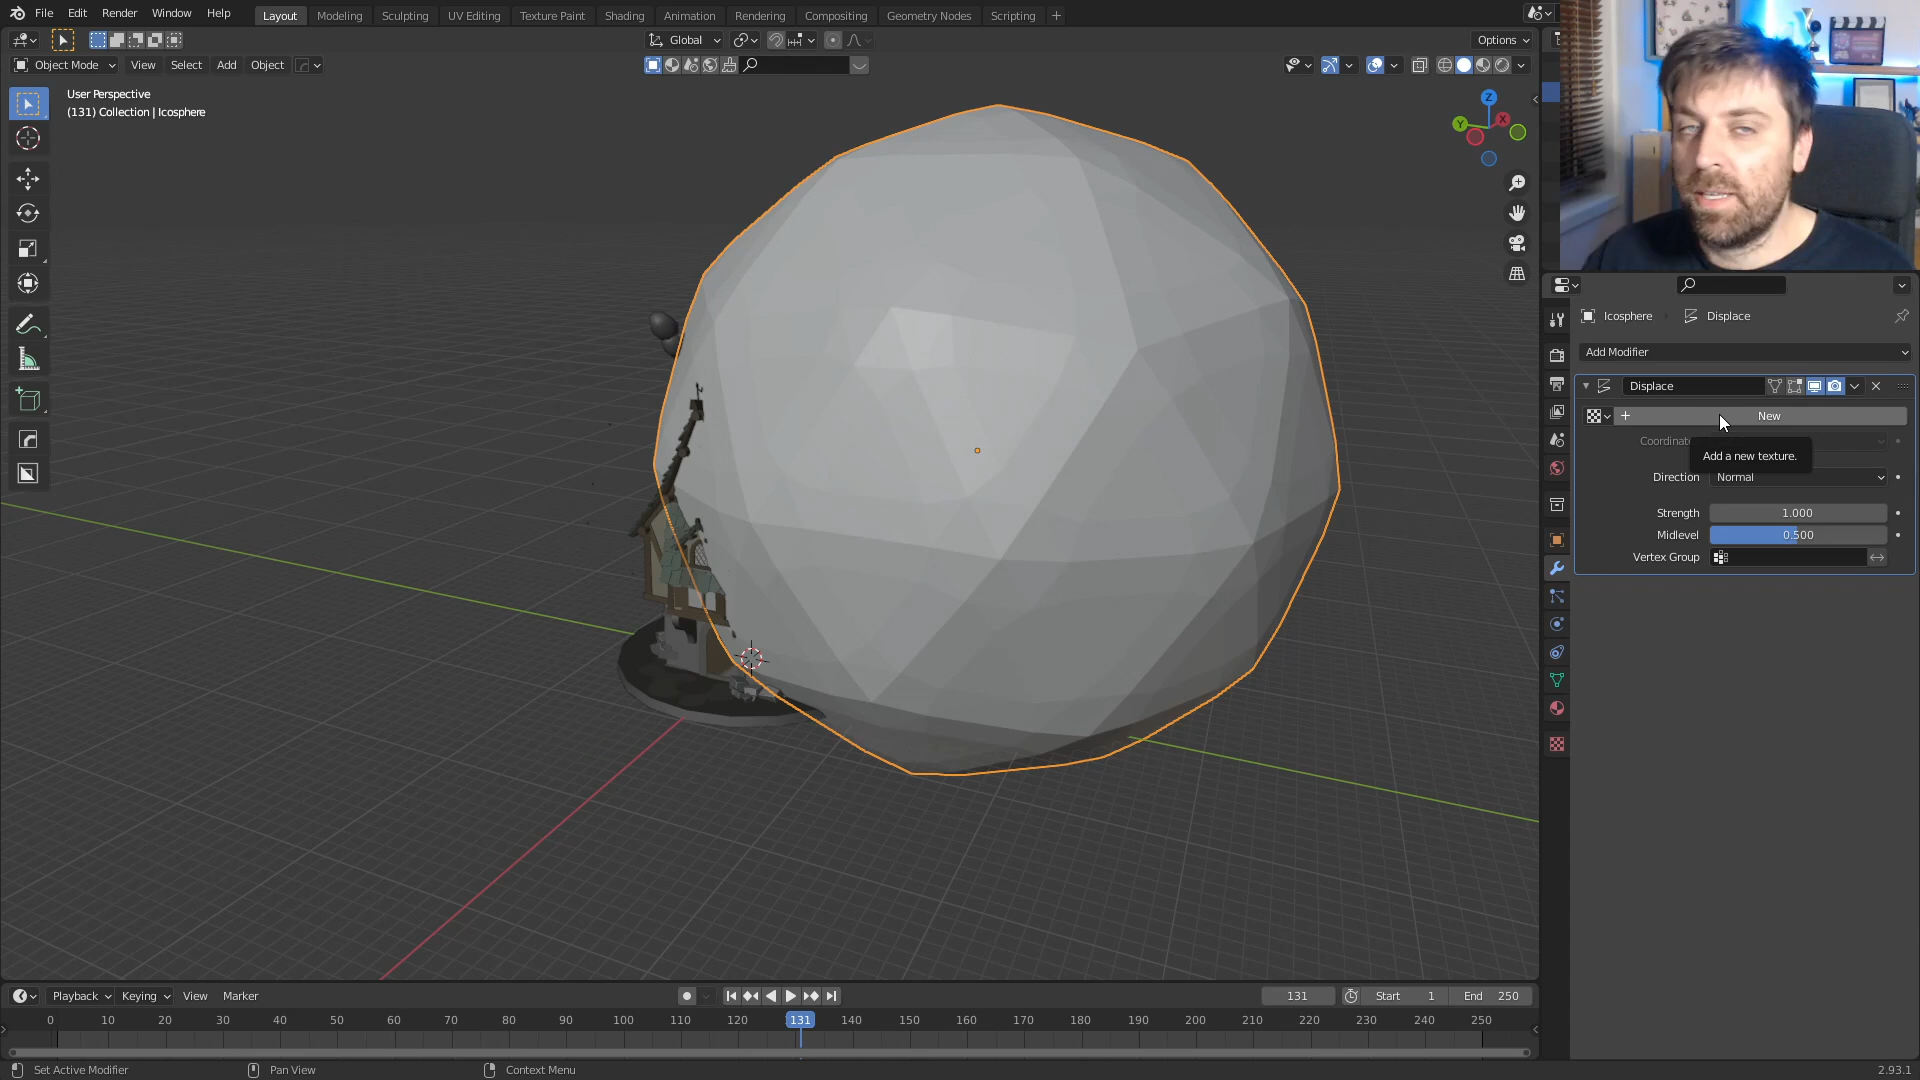 File Edit Render Window Help Layout Modeling Sculpting UV Editing Texture Paint Shading Animation Rendering Compositing Geometry Nodes Scripting
Global Options
Object Mode View Select Add Object
User Perspective
(131) Collection | Icosphere
Z
Y X
Icosphere Displace
Add Modifier
Displace
New
Coordinat
Add a new texture.
Direction Normal
Strength 1.000
Midlevel 0.500
Vertex Group
Playback Keying View Marker 131 Start 1 End 250
0 10 20 30 40 50 60 70 80 90 100 110 120 131 140 150 160 170 180 190 200 210 220 230 240 250
Set Active Modifier Pan View Context Menu 2.93.1